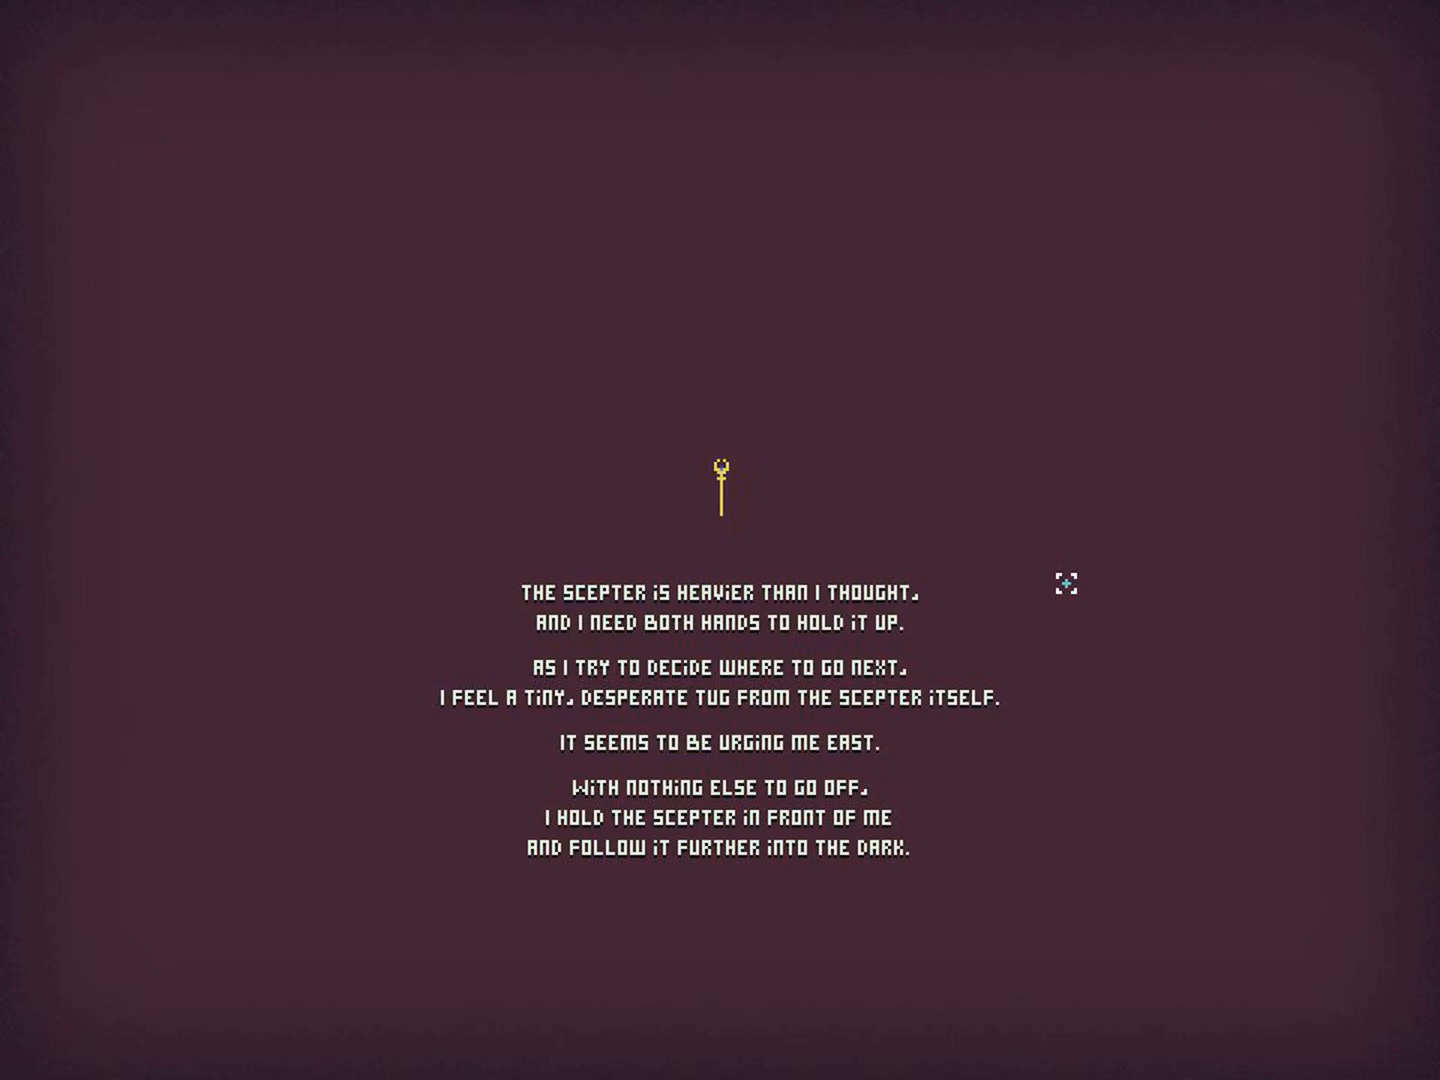 THE SCEPTER iS HEAViER THAN I THOUGHT,
AND I NEED BOTH HANDS TO HOLD iT UP.
AS I TRY TO DECiDE WHERE TO GO NEXT,
I FEEL A TiNY, DESPERATE TUG FROM THE SCEPTER iTSELF.
IT SEEMS TO BE URGiNG ME EAST.
WiTH NOTHiNG ELSE TO GO OFF,
I HOLD THE SCEPTER iN FRONT OF ME
AND FOLLOW iT FURTHER iNTO THE DARK.